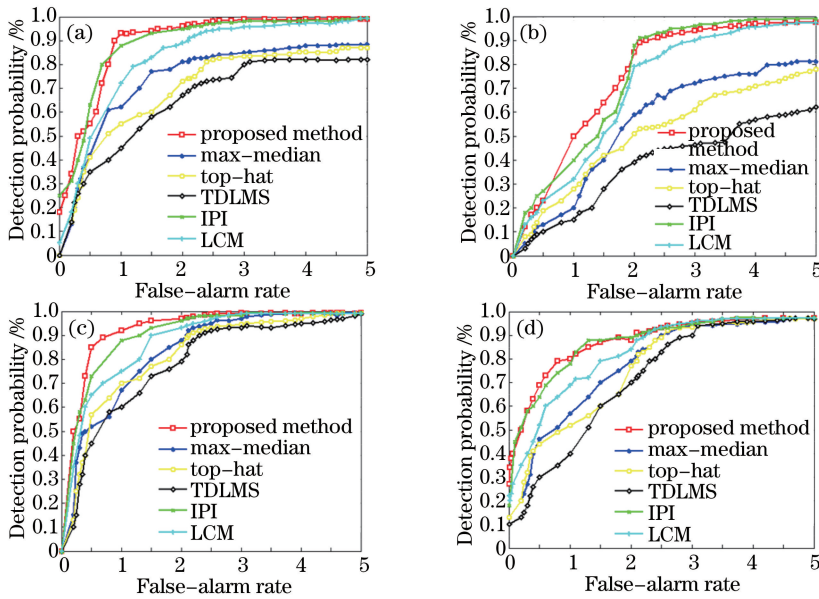 (a)
Detection probability /%
1.0
0.9
0.8
0.7
0.6
0.5
0.4
0.3
0.2
0.1
0
proposed method
max-median
top-hat
TDLMS
IPI
LCM
0 1 2 3 4 5
False-alarm rate
(b)
Detection probability /%
1.0
0.9
0.8
0.7
0.6
0.5
0.4
0.3
0.2
0.1
0
proposed
method
max-median
top-hat
TDLMS
IPI
LCM
0 1 2 3 4 5
False-alarm rate
(c)
Detection probability /%
1.0
0.9
0.8
0.7
0.6
0.5
0.4
0.3
0.2
0.1
0
proposed method
max-median
top-hat
TDLMS
IPI
LCM
0 1 2 3 4 5
False-alarm rate
(d)
Detection probability /%
1.0
0.9
0.8
0.7
0.6
0.5
0.4
0.3
0.2
0.1
0
proposed method
max-median
top-hat
TDLMS
IPI
LCM
0 1 2 3 4 5
False-alarm rate